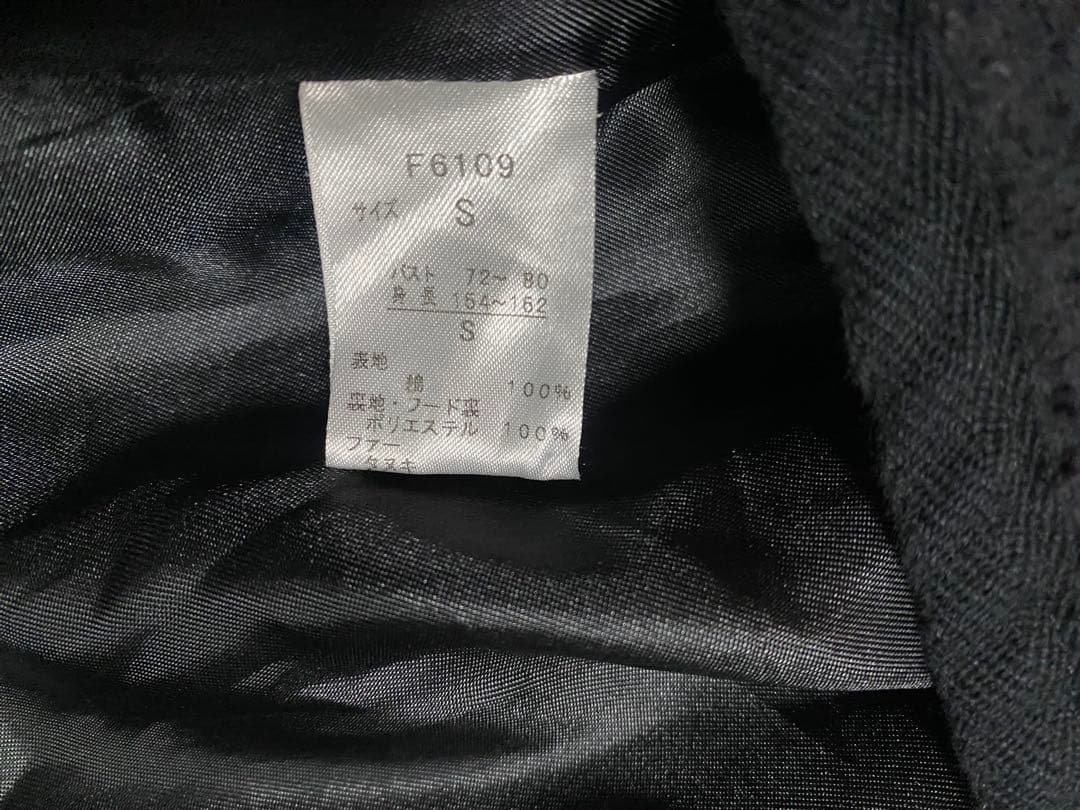 F6109
サイズ S
バスト 72～ 80
身 長 154～162
S
表地
綿 100%
裏地・フード裏
ポリエステル 100%
ファー
タヌキ